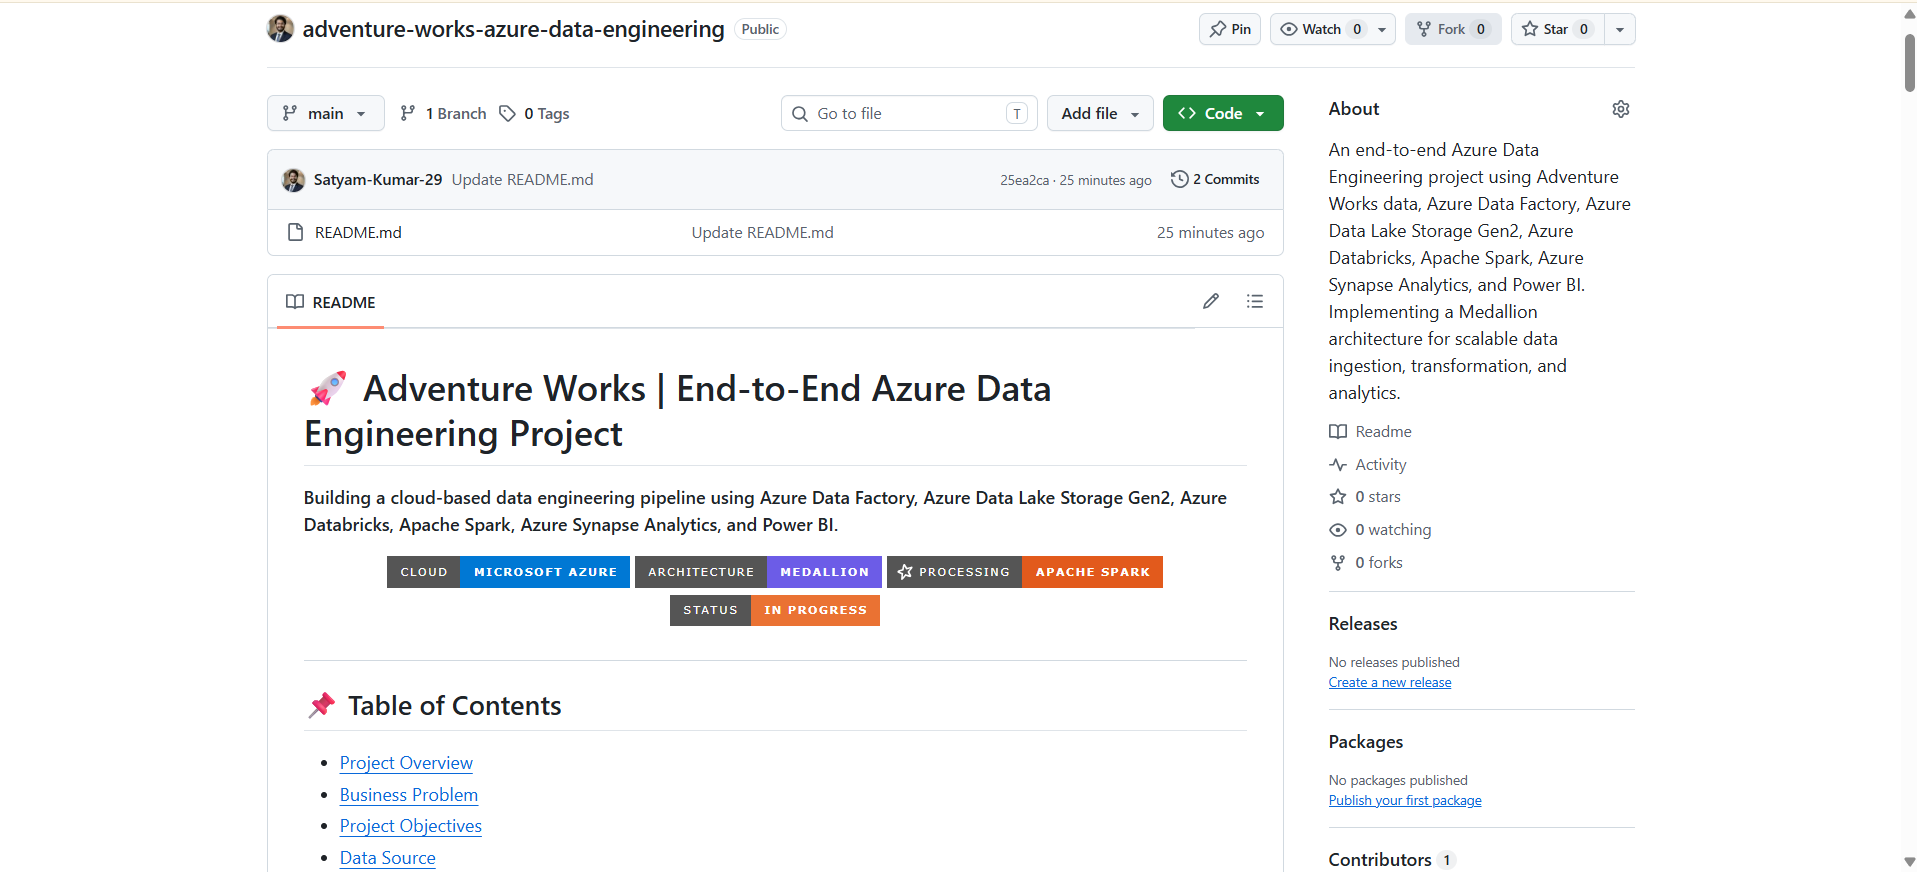 adventure-works-azure-data-engineering Public
Pin Watch 0 Fork 0 Star 0
main 1 Branch 0 Tags Go to file T Add file Code
Satyam-Kumar-29 Update README.md 25ea2ca · 25 minutes ago 2 Commits
README.md Update README.md 25 minutes ago
README
Adventure Works | End-to-End Azure Data
Engineering Project
Building a cloud-based data engineering pipeline using Azure Data Factory, Azure Data Lake Storage Gen2, Azure
Databricks, Apache Spark, Azure Synapse Analytics, and Power BI.
CLOUD MICROSOFT AZURE ARCHITECTURE MEDALLION PROCESSING APACHE SPARK
STATUS IN PROGRESS
Table of Contents
Project Overview
Business Problem
Project Objectives
Data Source
About
An end-to-end Azure Data
Engineering project using Adventure
Works data, Azure Data Factory, Azure
Data Lake Storage Gen2, Azure
Databricks, Apache Spark, Azure
Synapse Analytics, and Power BI.
Implementing a Medallion
architecture for scalable data
ingestion, transformation, and
analytics.
Readme
Activity
0 stars
0 watching
0 forks
Releases
No releases published
Create a new release
Packages
No packages published
Publish your first package
Contributors 1